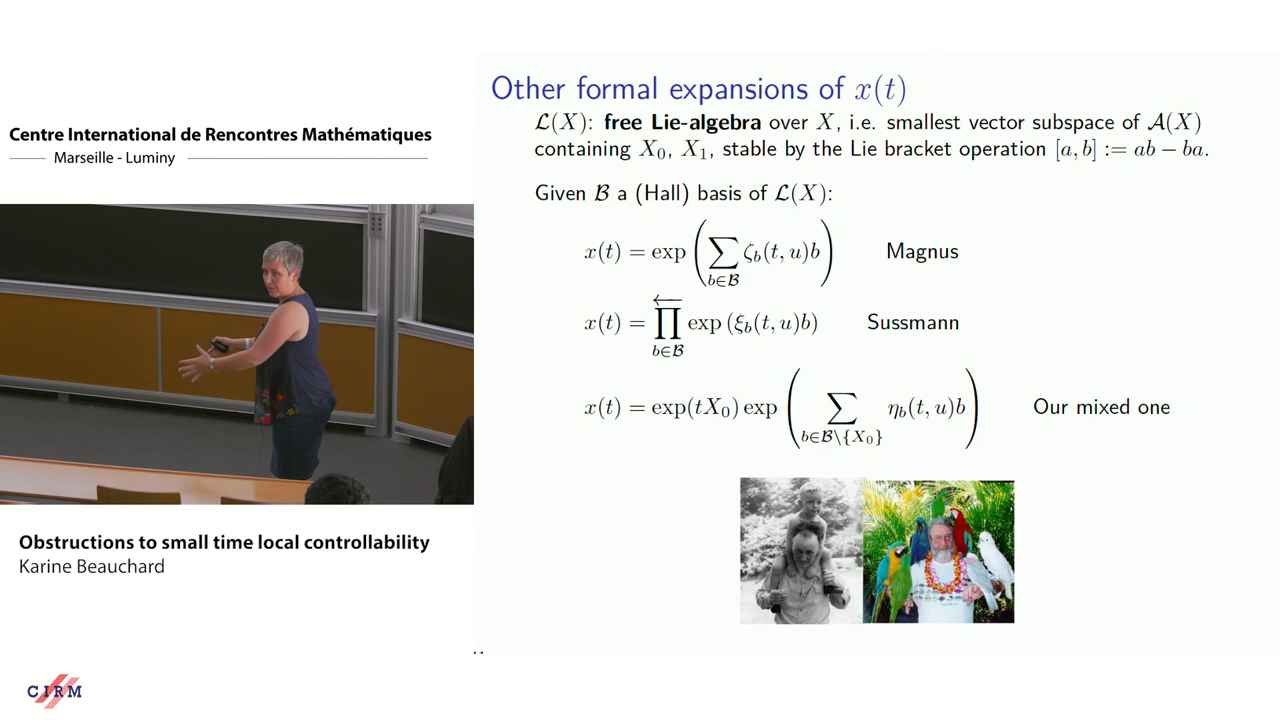 Centre International de Rencontres Mathématiques
Marseille - Luminy
Obstructions to small time local controllability
Karine Beauchard
CIRM
Other formal expansions of x(t)
𝓛(X): free Lie-algebra over X, i.e. smallest vector subspace of 𝓐(X)
containing X₀, X₁, stable by the Lie bracket operation [a, b] := ab − ba.
Given 𝓑 a (Hall) basis of 𝓛(X):
x(t) = exp ( ∑_{b∈𝓑} ζ_b(t, u)b ) Magnus
x(t) = ∏^←_{b∈𝓑} exp (ξ_b(t, u)b) Sussmann
x(t) = exp(tX₀) exp ( ∑_{b∈𝓑\{X₀}} η_b(t, u)b ) Our mixed one